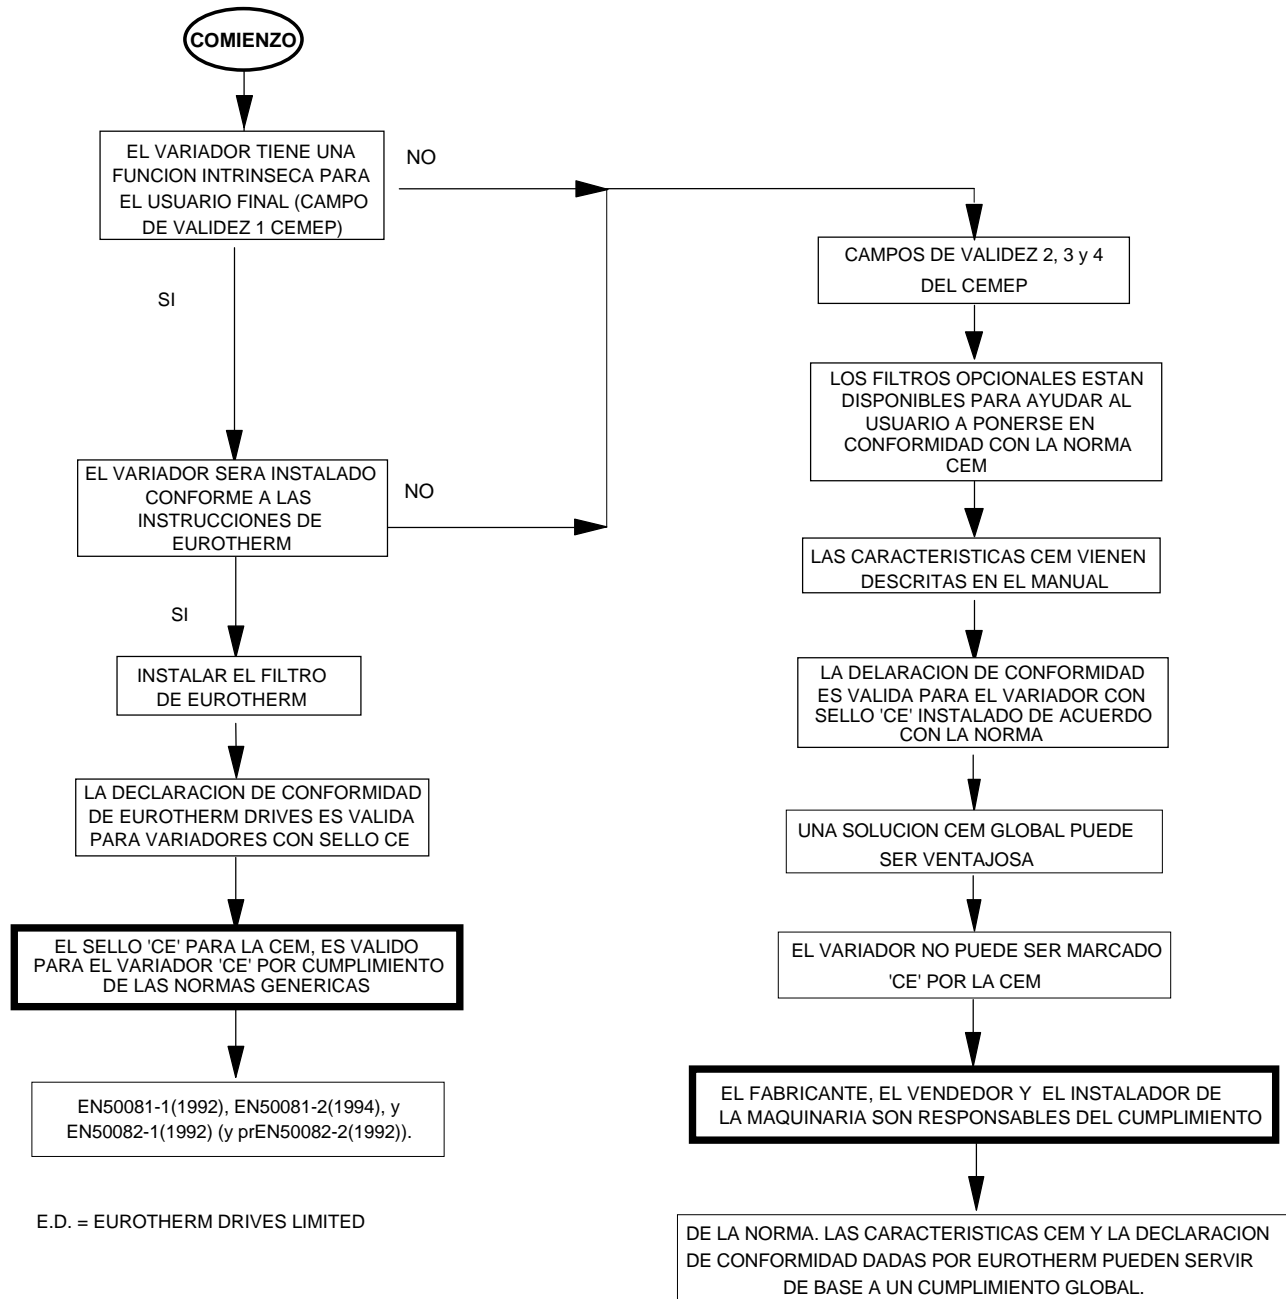 COMIENZO
EL VARIADOR TIENE UNA
FUNCION INTRINSECA PARA
EL USUARIO FINAL (CAMPO
DE VALIDEZ 1 CEMEP)
NO
SI
EL VARIADOR SERA INSTALADO
CONFORME A LAS
INSTRUCCIONES DE
EUROTHERM
NO
SI
INSTALAR EL FILTRO
DE EUROTHERM
LA DECLARACION DE CONFORMIDAD
DE EUROTHERM DRIVES ES VALIDA
PARA VARIADORES CON SELLO CE
EL SELLO 'CE' PARA LA CEM, ES VALIDO
PARA EL VARIADOR 'CE' POR CUMPLIMIENTO
DE LAS NORMAS GENERICAS
EN50081-1(1992), EN50081-2(1994), y
EN50082-1(1992) (y prEN50082-2(1992)).
E.D. = EUROTHERM DRIVES LIMITED
CAMPOS DE VALIDEZ 2, 3 y 4
DEL CEMEP
LOS FILTROS OPCIONALES ESTAN
DISPONIBLES PARA AYUDAR AL
USUARIO A PONERSE EN
CONFORMIDAD CON LA NORMA
CEM
LAS CARACTERISTICAS CEM VIENEN
DESCRITAS EN EL MANUAL
LA DELARACION DE CONFORMIDAD
ES VALIDA PARA EL VARIADOR CON
SELLO 'CE' INSTALADO DE ACUERDO
CON LA NORMA
UNA SOLUCION CEM GLOBAL PUEDE
SER VENTAJOSA
EL VARIADOR NO PUEDE SER MARCADO
'CE' POR LA CEM
EL FABRICANTE, EL VENDEDOR Y EL INSTALADOR DE
LA MAQUINARIA SON RESPONSABLES DEL CUMPLIMIENTO
DE LA NORMA. LAS CARACTERISTICAS CEM Y LA DECLARACION
DE CONFORMIDAD DADAS POR EUROTHERM PUEDEN SERVIR
DE BASE A UN CUMPLIMIENTO GLOBAL.